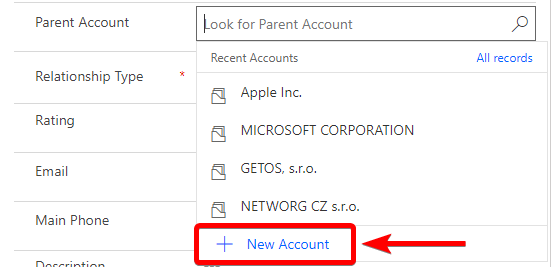 Parent Account
Look for Parent Account
Recent Accounts All records
Relationship Type *
Apple Inc.
Rating
MICROSOFT CORPORATION
Email
GETOS, s.r.o.
Main Phone
NETWORG CZ s.r.o.
+ New Account
Description
---